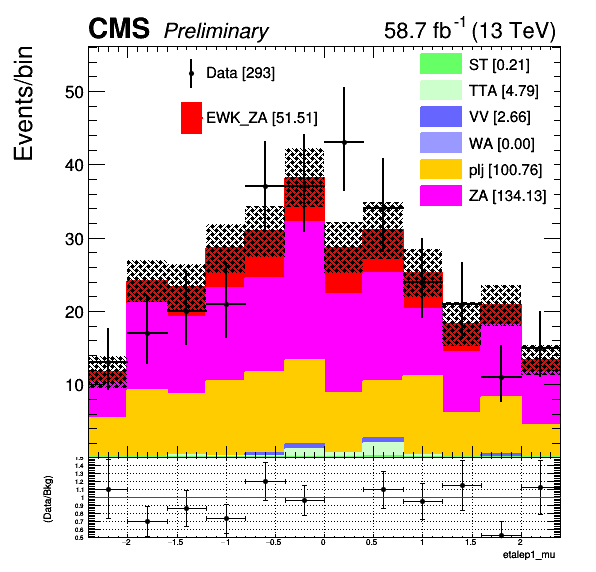 CMS Preliminary 58.7 fb⁻¹ (13 TeV)
Events/bin
Data [293]
EWK_ZA [51.51]
ST [0.21]
TTA [4.79]
VV [2.66]
WA [0.00]
plj [100.76]
ZA [134.13]
50
40
30
20
10
(Data/Bkg)
1.5
1.4
1.3
1.2
1.1
1
0.9
0.8
0.7
0.6
0.5
−2 −1.5 −1 −0.5 0 0.5 1 1.5 2
etalep1_mu